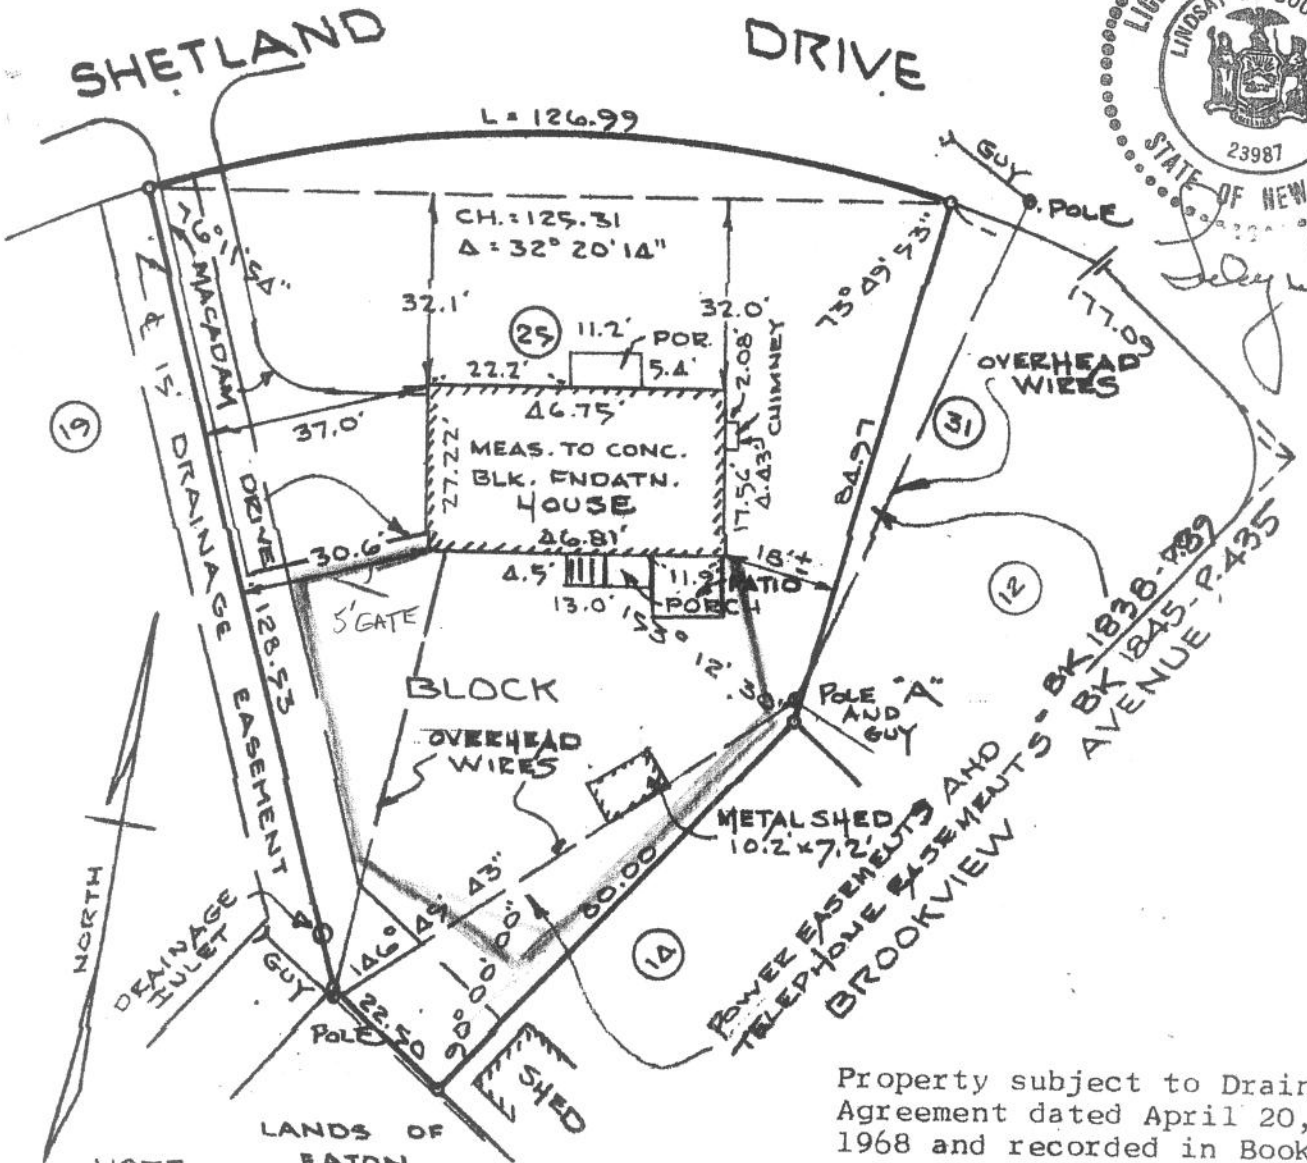 SHETLAND DRIVE
L = 126.99
CH. = 125.31
Δ = 32° 20' 14"
76° 11' 54"
73° 49' 53"
GUY
POLE
177.09
LINDSAY
23987
STATE OF NEW
MACADAM
DRIVE
32.1'
32.0'
25
11.2'
POR.
22.2'
5.4'
2.08'
CHIMNEY
4.43'
17.56'
46.75'
27.22'
MEAS. TO CONC.
BLK. FNDATN.
HOUSE
46.81'
37.0'
30.6'
5' GATE
19
15' DRAINAGE EASEMENT
128.53
4.5'
13.0'
11.9'
PORCH
PATIO
18'±
84.97
OVERHEAD
WIRES
31
12
153° 12'
BLOCK
OVERHEAD
WIRES
POLE "A"
AND
GUY
METAL SHED
10.2' x 7.2'
80.00
14
146° 45' 43"
90° 00' 00"
22.50
DRAINAGE
INLET
GUY
POLE
NORTH
SHED
POWER EASEMENTS AND
TELEPHONE EASEMENTS - BK 1838 - P.89
BK 1845 - P. 435
BROOKVIEW AVENUE
LANDS OF
EATON
NOTE
Property subject to Drain
Agreement dated April 20,
1968 and recorded in Book